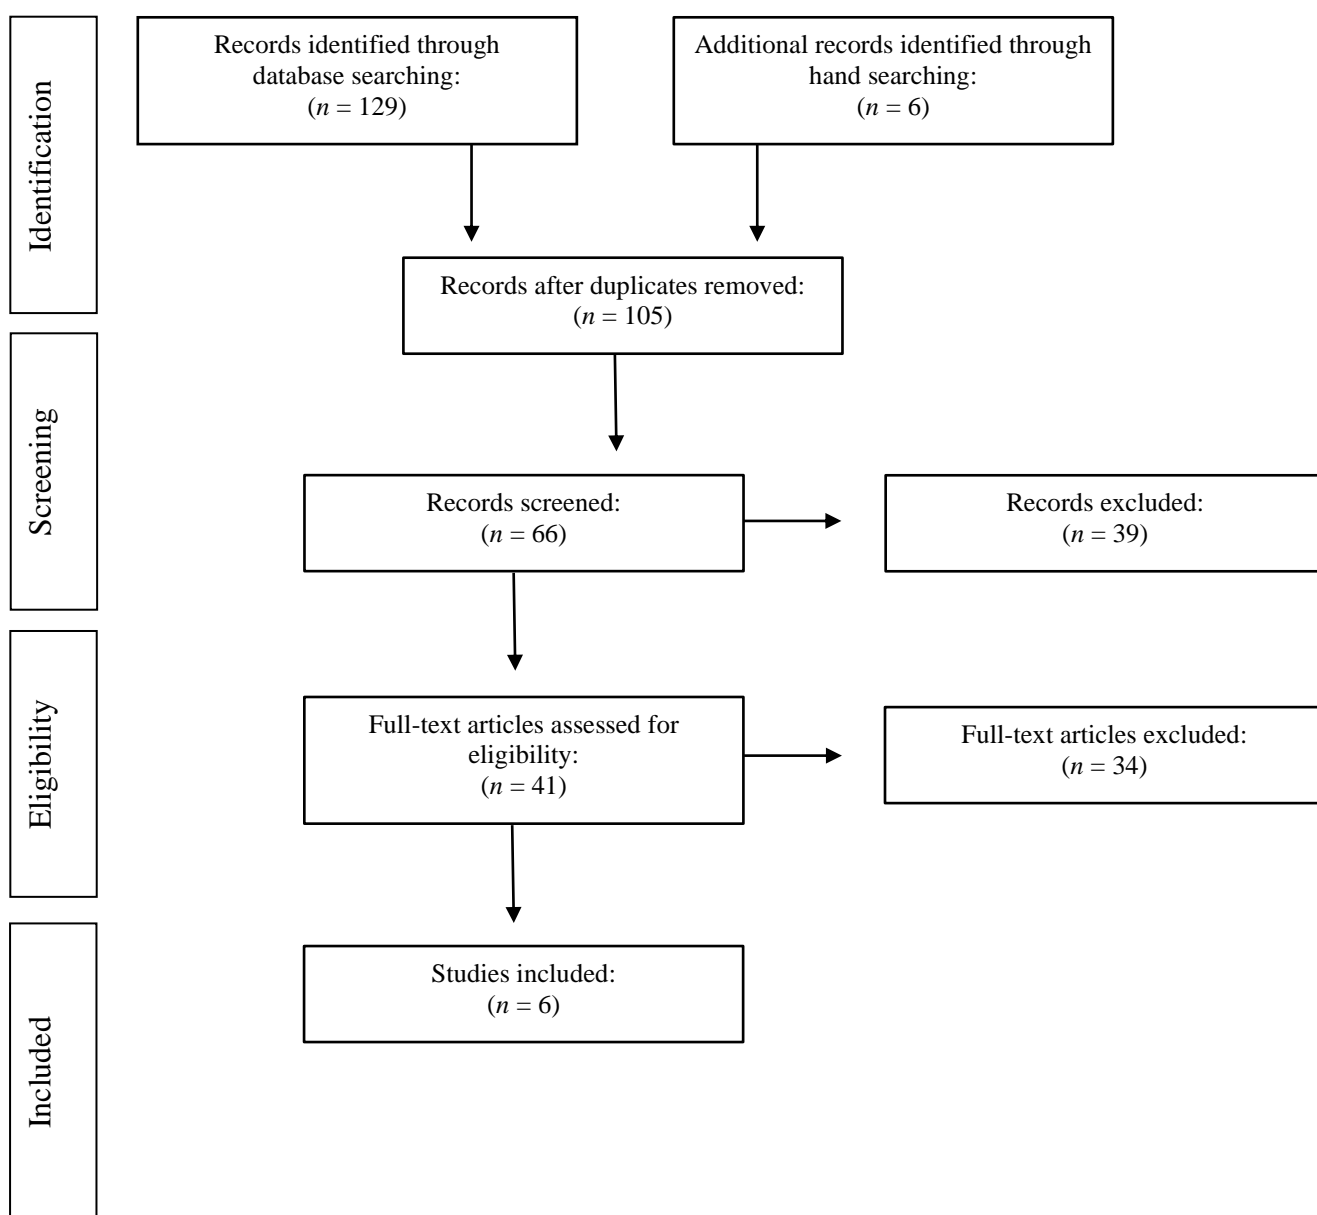 Identification
Records identified through
database searching:
(n = 129)
Additional records identified through
hand searching:
(n = 6)
Records after duplicates removed:
(n = 105)
Screening
Records screened:
(n = 66)
Records excluded:
(n = 39)
Eligibility
Full-text articles assessed for
eligibility:
(n = 41)
Full-text articles excluded:
(n = 34)
Included
Studies included:
(n = 6)